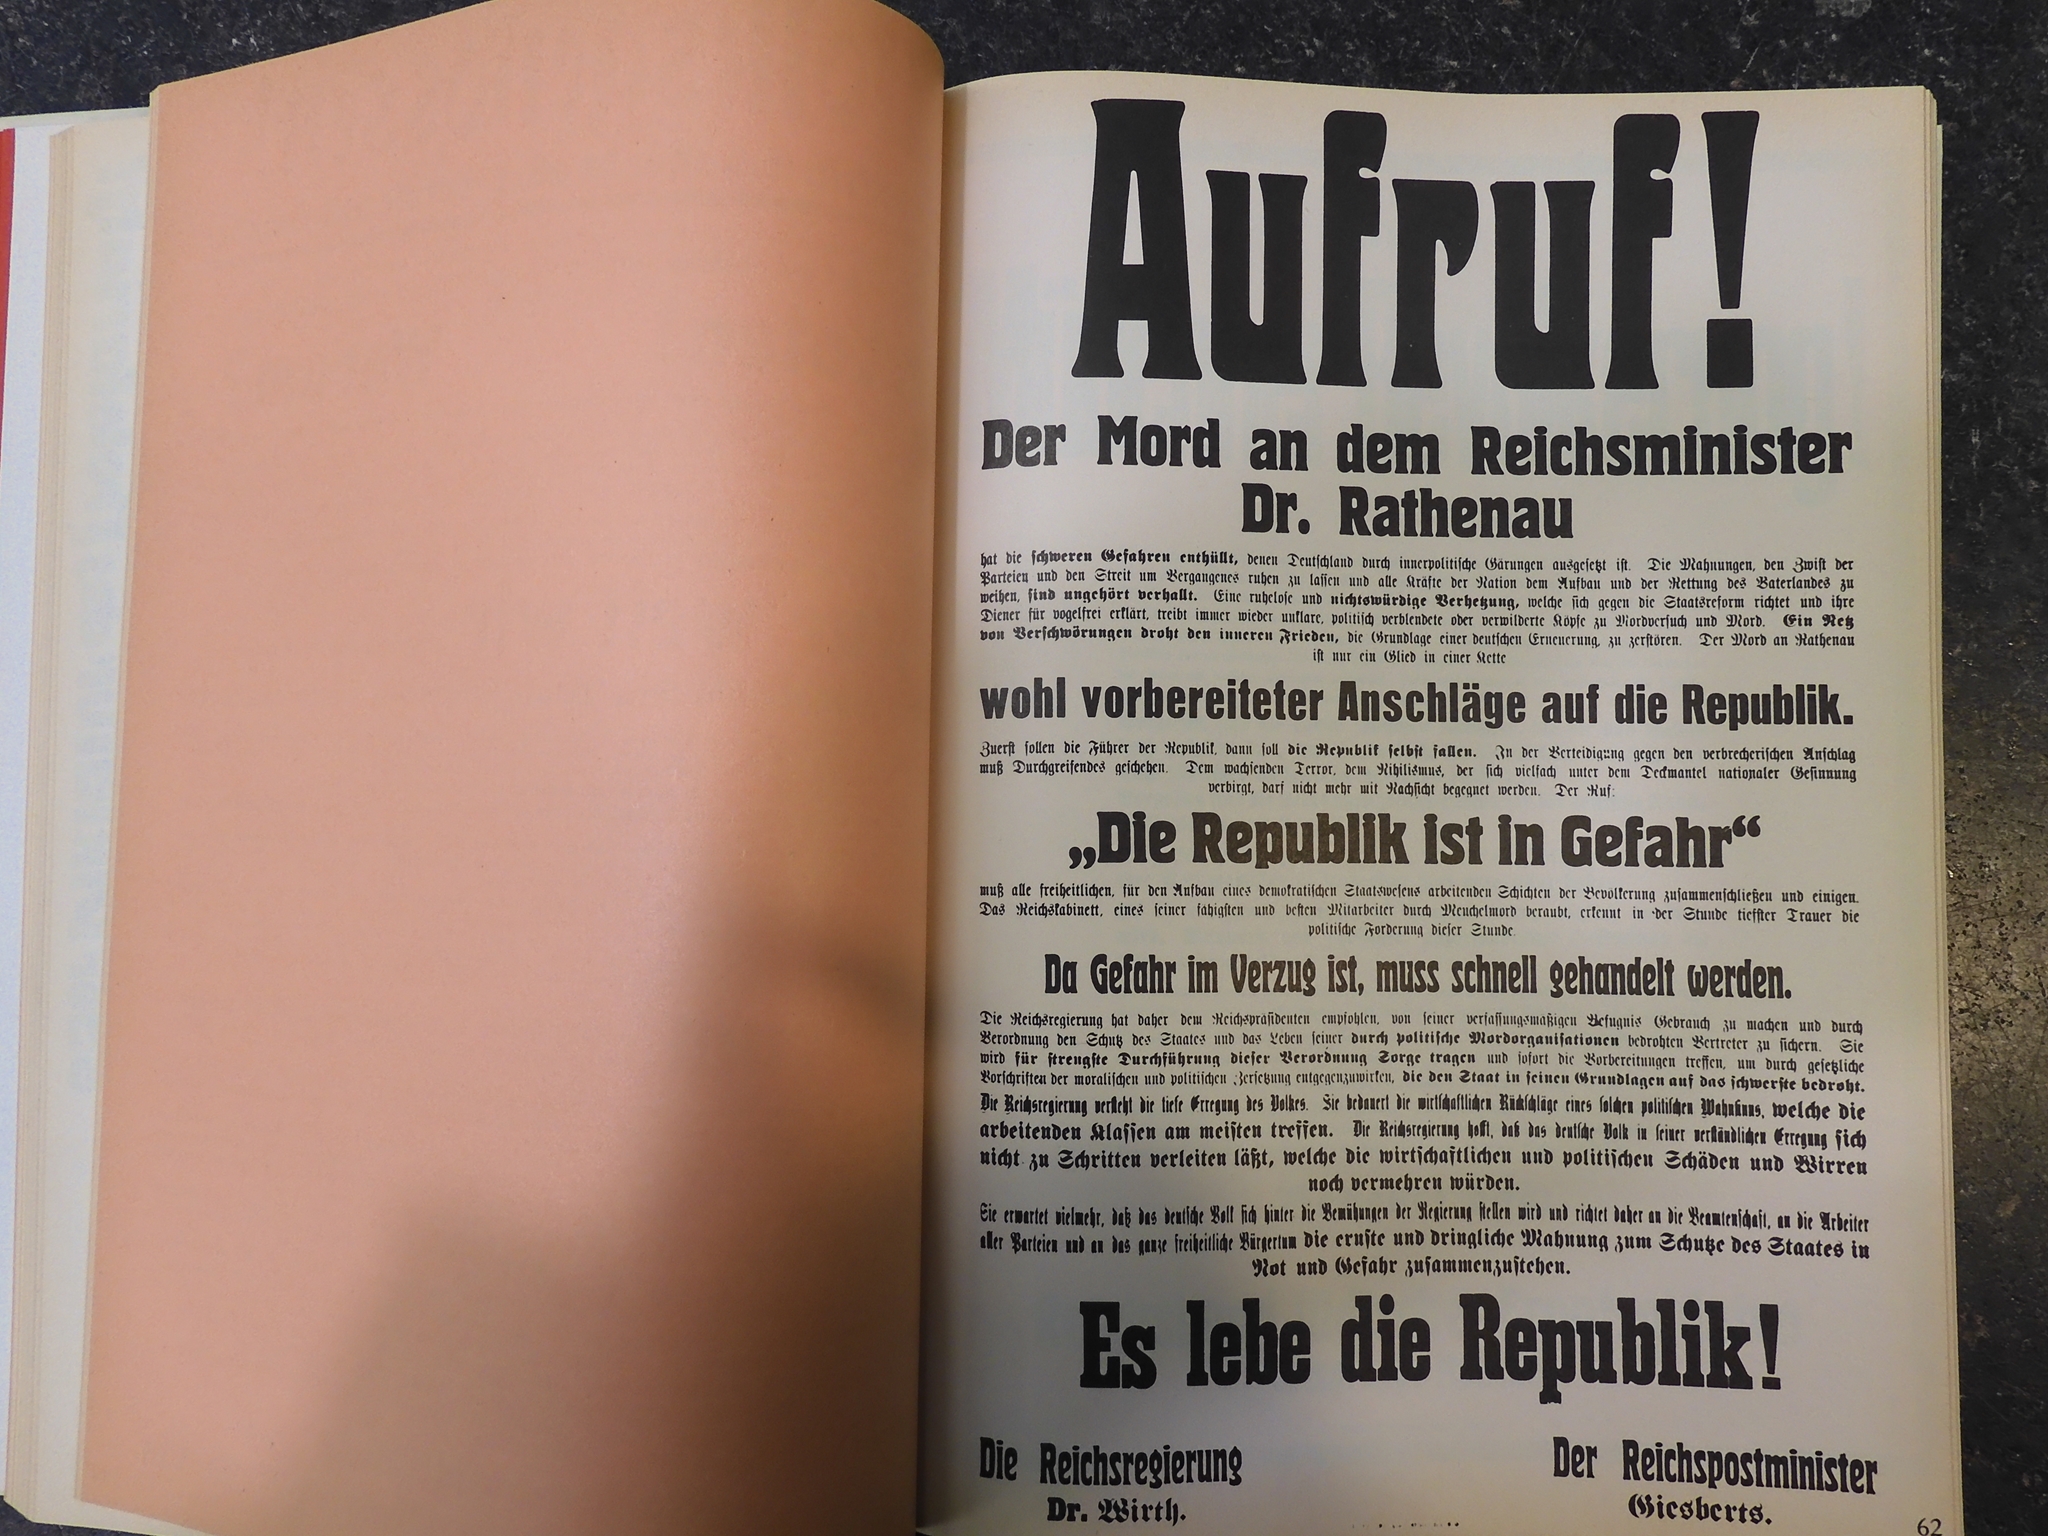 Aufruf!
Der Mord an dem Reichsminister
Dr. Rathenau
hat die schweren Gefahren enthüllt, denen Deutschland durch innerpolitische Gärungen ausgesetzt ist. Die Mahnungen, den Zwist der
Parteien und den Streit um Vergangenes ruhen zu lassen und alle Kräfte der Nation dem Aufbau und der Rettung des Vaterlandes zu
weihen, sind ungehört verhallt. Eine ruhelose und nichtswürdige Verhetzung, welche sich gegen die Staatsreform richtet und ihre
Diener für vogelfrei erklärt, treibt immer wieder unklare, politisch verblendete oder verwilderte Köpfe zu Mordversuch und Mord. Ein Netz
von Verschwörungen droht den inneren Frieden, die Grundlage einer deutschen Erneuerung, zu zerstören. Der Mord an Rathenau
ist nur ein Glied in einer Kette
wohl vorbereiteter Anschläge auf die Republik.
Zuerst sollen die Führer der Republik, dann soll die Republik selbst fallen. In der Verteidigung gegen den verbrecherischen Anschlag
muß Durchgreifendes geschehen. Dem wachsenden Terror, dem Nihilismus, der sich vielfach unter dem Deckmantel nationaler Gesinnung
verbirgt, darf nicht mehr mit Nachsicht begegnet werden. Der Ruf:
„Die Republik ist in Gefahr“
muß alle freiheitlichen, für den Aufbau eines demokratischen Staatswesens arbeitenden Schichten der Bevölkerung zusammenschließen und einigen.
Das Reichskabinett, eines seiner fähigsten und besten Mitarbeiter durch Meuchelmord beraubt, erkennt in der Stunde tiefster Trauer die
politische Forderung dieser Stunde.
Da Gefahr im Verzug ist, muss schnell gehandelt werden.
Die Reichsregierung hat daher dem Reichspräsidenten empfohlen, von seiner verfassungsmäßigen Befugnis Gebrauch zu machen und durch
Verordnung den Schutz des Staates und das Leben seiner durch politische Mordorganisationen bedrohten Vertreter zu sichern. Sie
wird für strengste Durchführung dieser Verordnung Sorge tragen und sofort die Vorbereitungen treffen, um durch gesetzliche
Vorschriften der moralischen und politischen Zersetzung entgegenzuwirken, die den Staat in seinen Grundlagen auf das schwerste bedroht.
Die Reichsregierung versteht die tiefe Erregung des Volkes. Sie bedauert die wirtschaftlichen Rückschläge eines solchen politischen Wahnsinns, welche die
arbeitenden Klassen am meisten treffen. Die Reichsregierung hofft, daß das deutsche Volk in seiner verständlichen Erregung sich
nicht zu Schritten verleiten läßt, welche die wirtschaftlichen und politischen Schäden und Wirren
noch vermehren würden.
Sie erwartet vielmehr, daß das deutsche Volk sich hinter die Bemühungen der Regierung stellen wird und richtet daher an die Beamtenschaft, an die Arbeiter
aller Parteien und an das ganze freiheitliche Bürgertum die ernste und dringliche Mahnung zum Schutze des Staates in
Not und Gefahr zusammenzustehen.
Es lebe die Republik!
Die Reichsregierung
Dr. Wirth.
Der Reichspostminister
Giesberts.
62